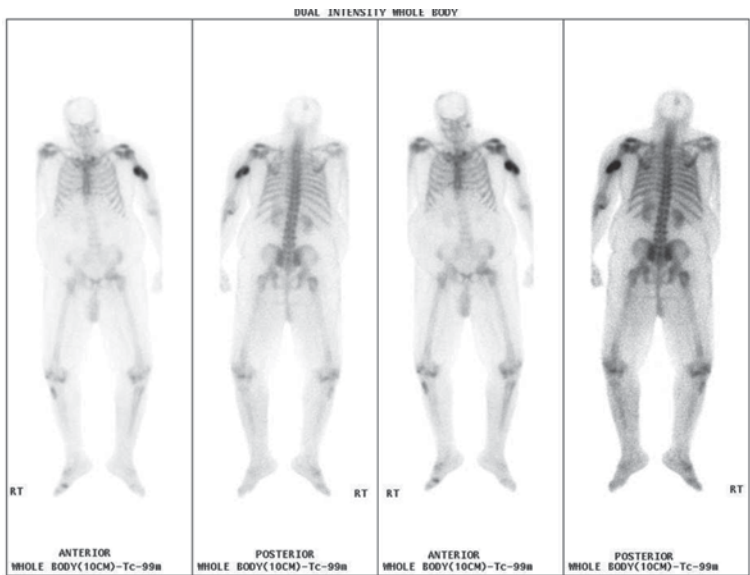 DUAL INTENSITY WHOLE BODY
RT
RT
RT
RT
ANTERIOR
WHOLE BODY(10CM)-Tc-99m
POSTERIOR
WHOLE BODY(10CM)-Tc-99m
ANTERIOR
WHOLE BODY(10CM)-Tc-99m
POSTERIOR
WHOLE BODY(10CM)-Tc-99m